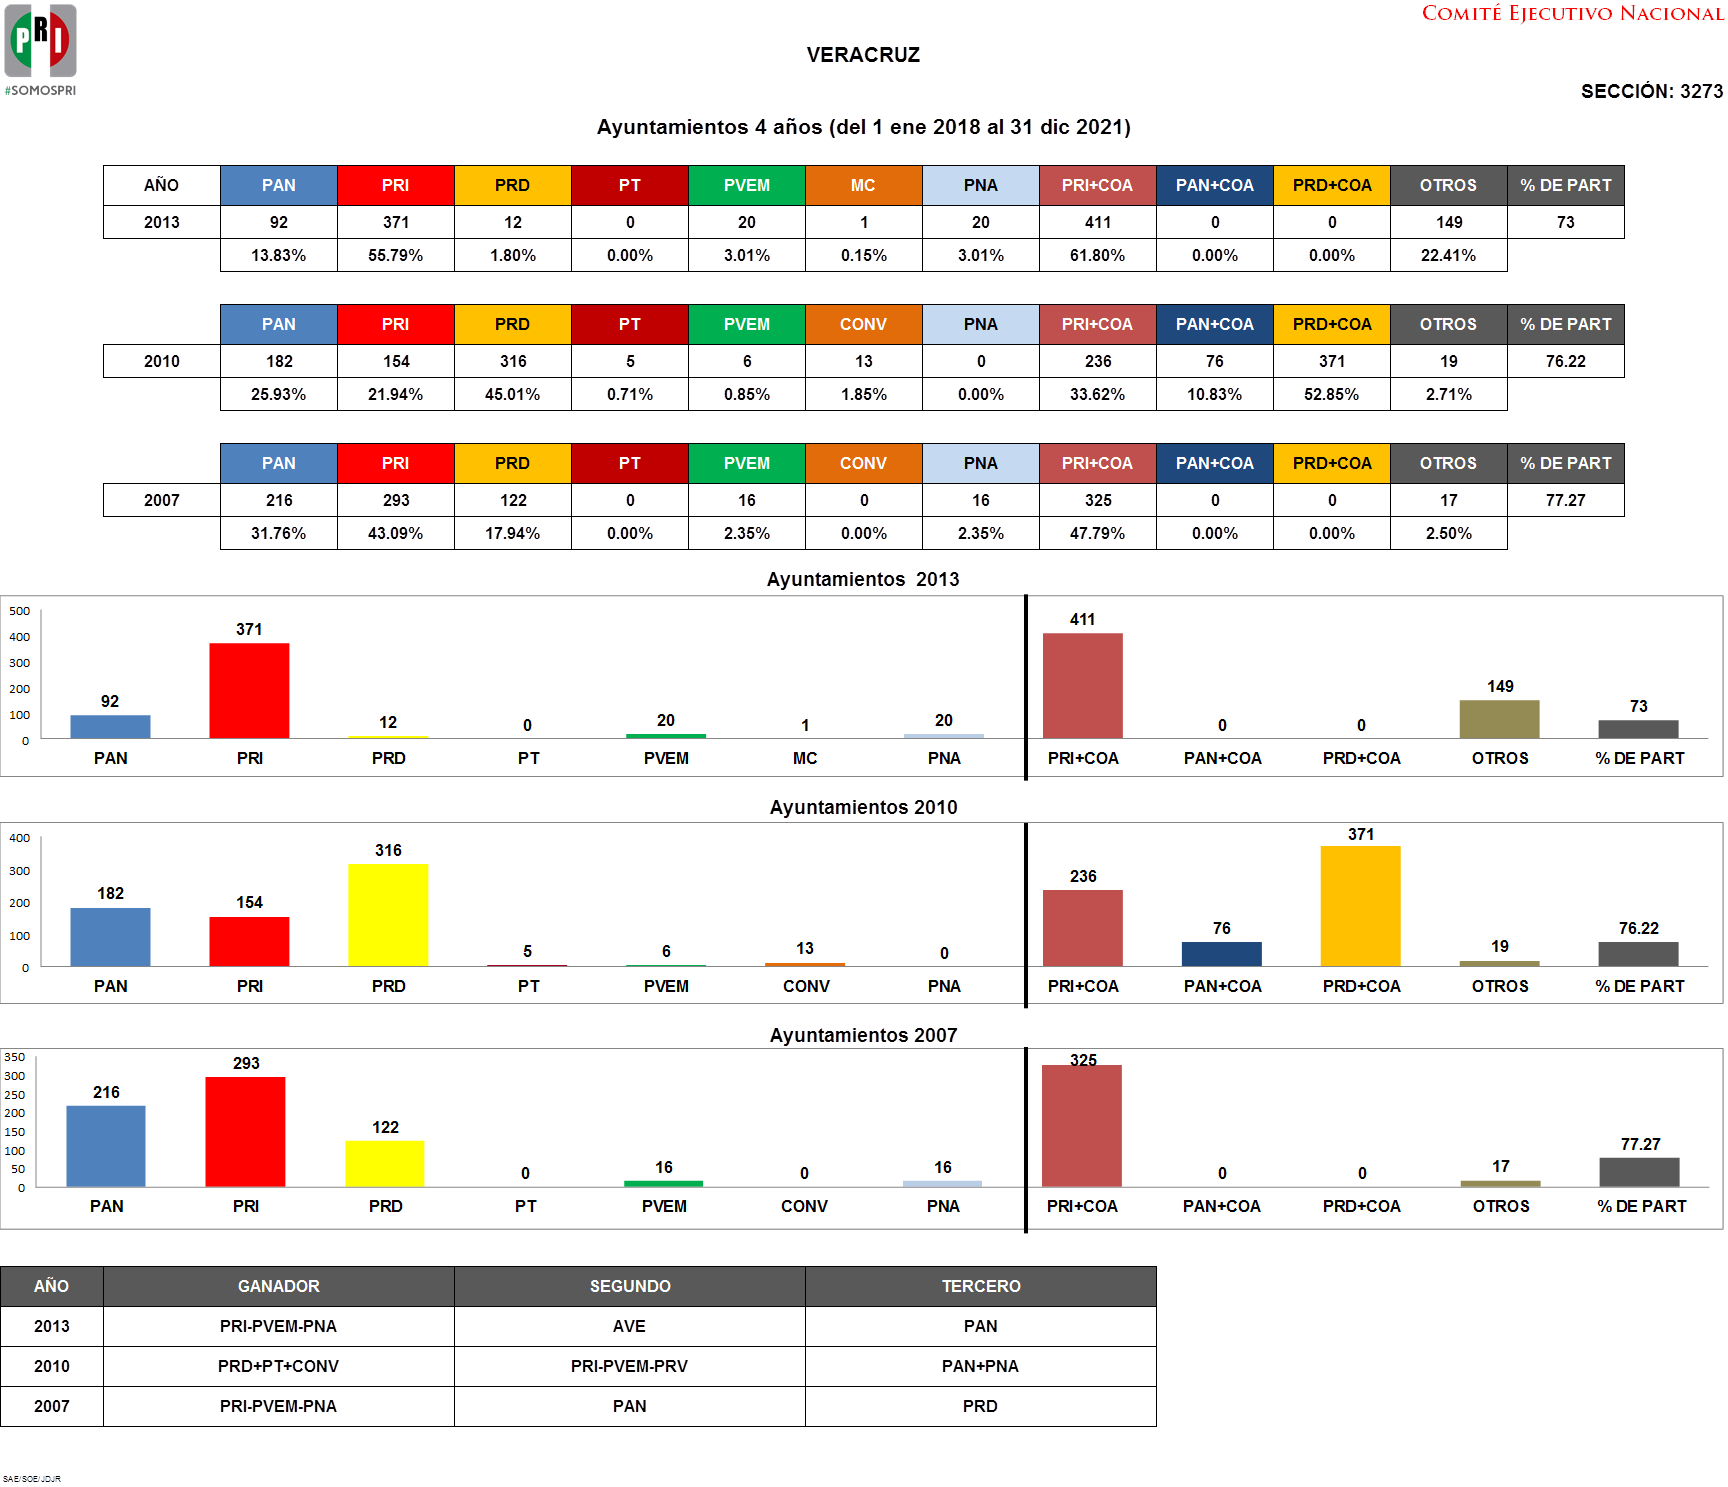 COMITÉ EJECUTIVO NACIONAL
PRI
#SOMOSPRI
VERACRUZ
SECCIÓN: 3273
Ayuntamientos 4 años (del 1 ene 2018 al 31 dic 2021)
AÑO PAN PRI PRD PT PVEM MC PNA PRI+COA PAN+COA PRD+COA OTROS % DE PART
2013 92 371 12 0 20 1 20 411 0 0 149 73
13.83% 55.79% 1.80% 0.00% 3.01% 0.15% 3.01% 61.80% 0.00% 0.00% 22.41%
PAN PRI PRD PT PVEM CONV PNA PRI+COA PAN+COA PRD+COA OTROS % DE PART
2010 182 154 316 5 6 13 0 236 76 371 19 76.22
25.93% 21.94% 45.01% 0.71% 0.85% 1.85% 0.00% 33.62% 10.83% 52.85% 2.71%
PAN PRI PRD PT PVEM CONV PNA PRI+COA PAN+COA PRD+COA OTROS % DE PART
2007 216 293 122 0 16 0 16 325 0 0 17 77.27
31.76% 43.09% 17.94% 0.00% 2.35% 0.00% 2.35% 47.79% 0.00% 0.00% 2.50%
Ayuntamientos 2013
500
400
300
200
100
0
92 371 12 0 20 1 20 411 0 0 149 73
PAN PRI PRD PT PVEM MC PNA PRI+COA PAN+COA PRD+COA OTROS % DE PART
Ayuntamientos 2010
400
300
200
100
0
182 154 316 5 6 13 0 236 76 371 19 76.22
PAN PRI PRD PT PVEM CONV PNA PRI+COA PAN+COA PRD+COA OTROS % DE PART
Ayuntamientos 2007
350
300
250
200
150
100
50
0
216 293 122 0 16 0 16 325 0 0 17 77.27
PAN PRI PRD PT PVEM CONV PNA PRI+COA PAN+COA PRD+COA OTROS % DE PART
AÑO GANADOR SEGUNDO TERCERO
2013 PRI-PVEM-PNA AVE PAN
2010 PRD+PT+CONV PRI-PVEM-PRV PAN+PNA
2007 PRI-PVEM-PNA PAN PRD
SAE/SOE/JDJR